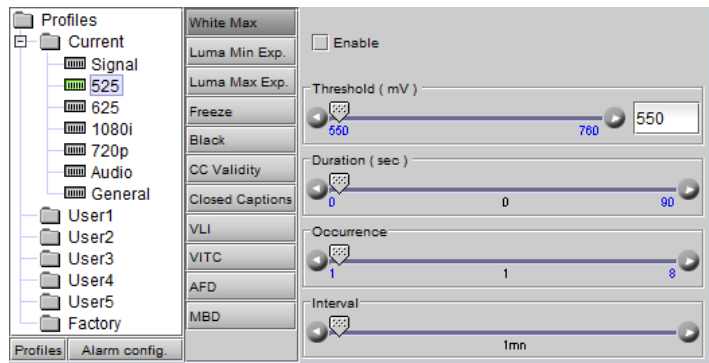 Profiles
Current
Signal
525
625
1080i
720p
Audio
General
User1
User2
User3
User4
User5
Factory
Profiles Alarm config.
White Max
Luma Min Exp.
Luma Max Exp.
Freeze
Black
CC Validity
Closed Captions
VLI
VITC
AFD
MBD
Enable
Threshold ( mV )
550 760 550
Duration ( sec )
0 0 90
Occurrence
1 1 8
Interval
1mn